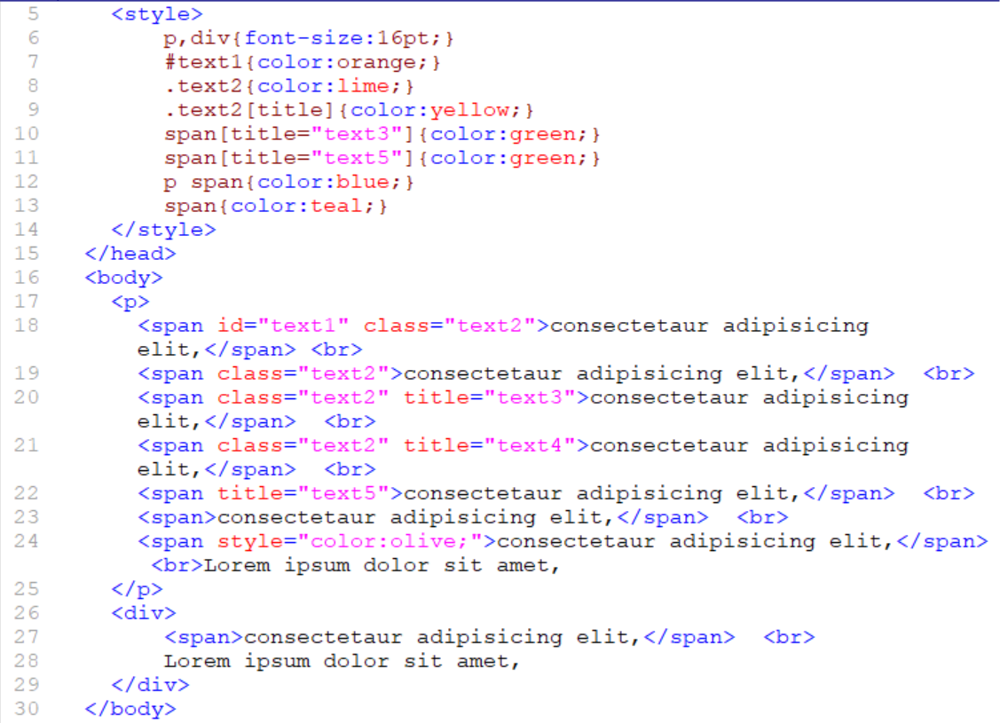 5 <style>
6 p,div{font-size:16pt;}
7 #text1{color:orange;}
8 .text2{color:lime;}
9 .text2[title]{color:yellow;}
10 span[title="text3"]{color:green;}
11 span[title="text5"]{color:green;}
12 p span{color:blue;}
13 span{color:teal;}
14 </style>
15 </head>
16 <body>
17 <p>
18 <span id="text1" class="text2">consectetaur adipisicing
elit,</span> <br>
19 <span class="text2">consectetaur adipisicing elit,</span>  <br>
20 <span class="text2" title="text3">consectetaur adipisicing
elit,</span>  <br>
21 <span class="text2" title="text4">consectetaur adipisicing
elit,</span>  <br>
22 <span title="text5">consectetaur adipisicing elit,</span>  <br>
23 <span>consectetaur adipisicing elit,</span>  <br>
24 <span style="color:olive;">consectetaur adipisicing elit,</span>
<br>Lorem ipsum dolor sit amet,
25 </p>
26 <div>
27 <span>consectetaur adipisicing elit,</span>  <br>
28 Lorem ipsum dolor sit amet,
29 </div>
30 </body>